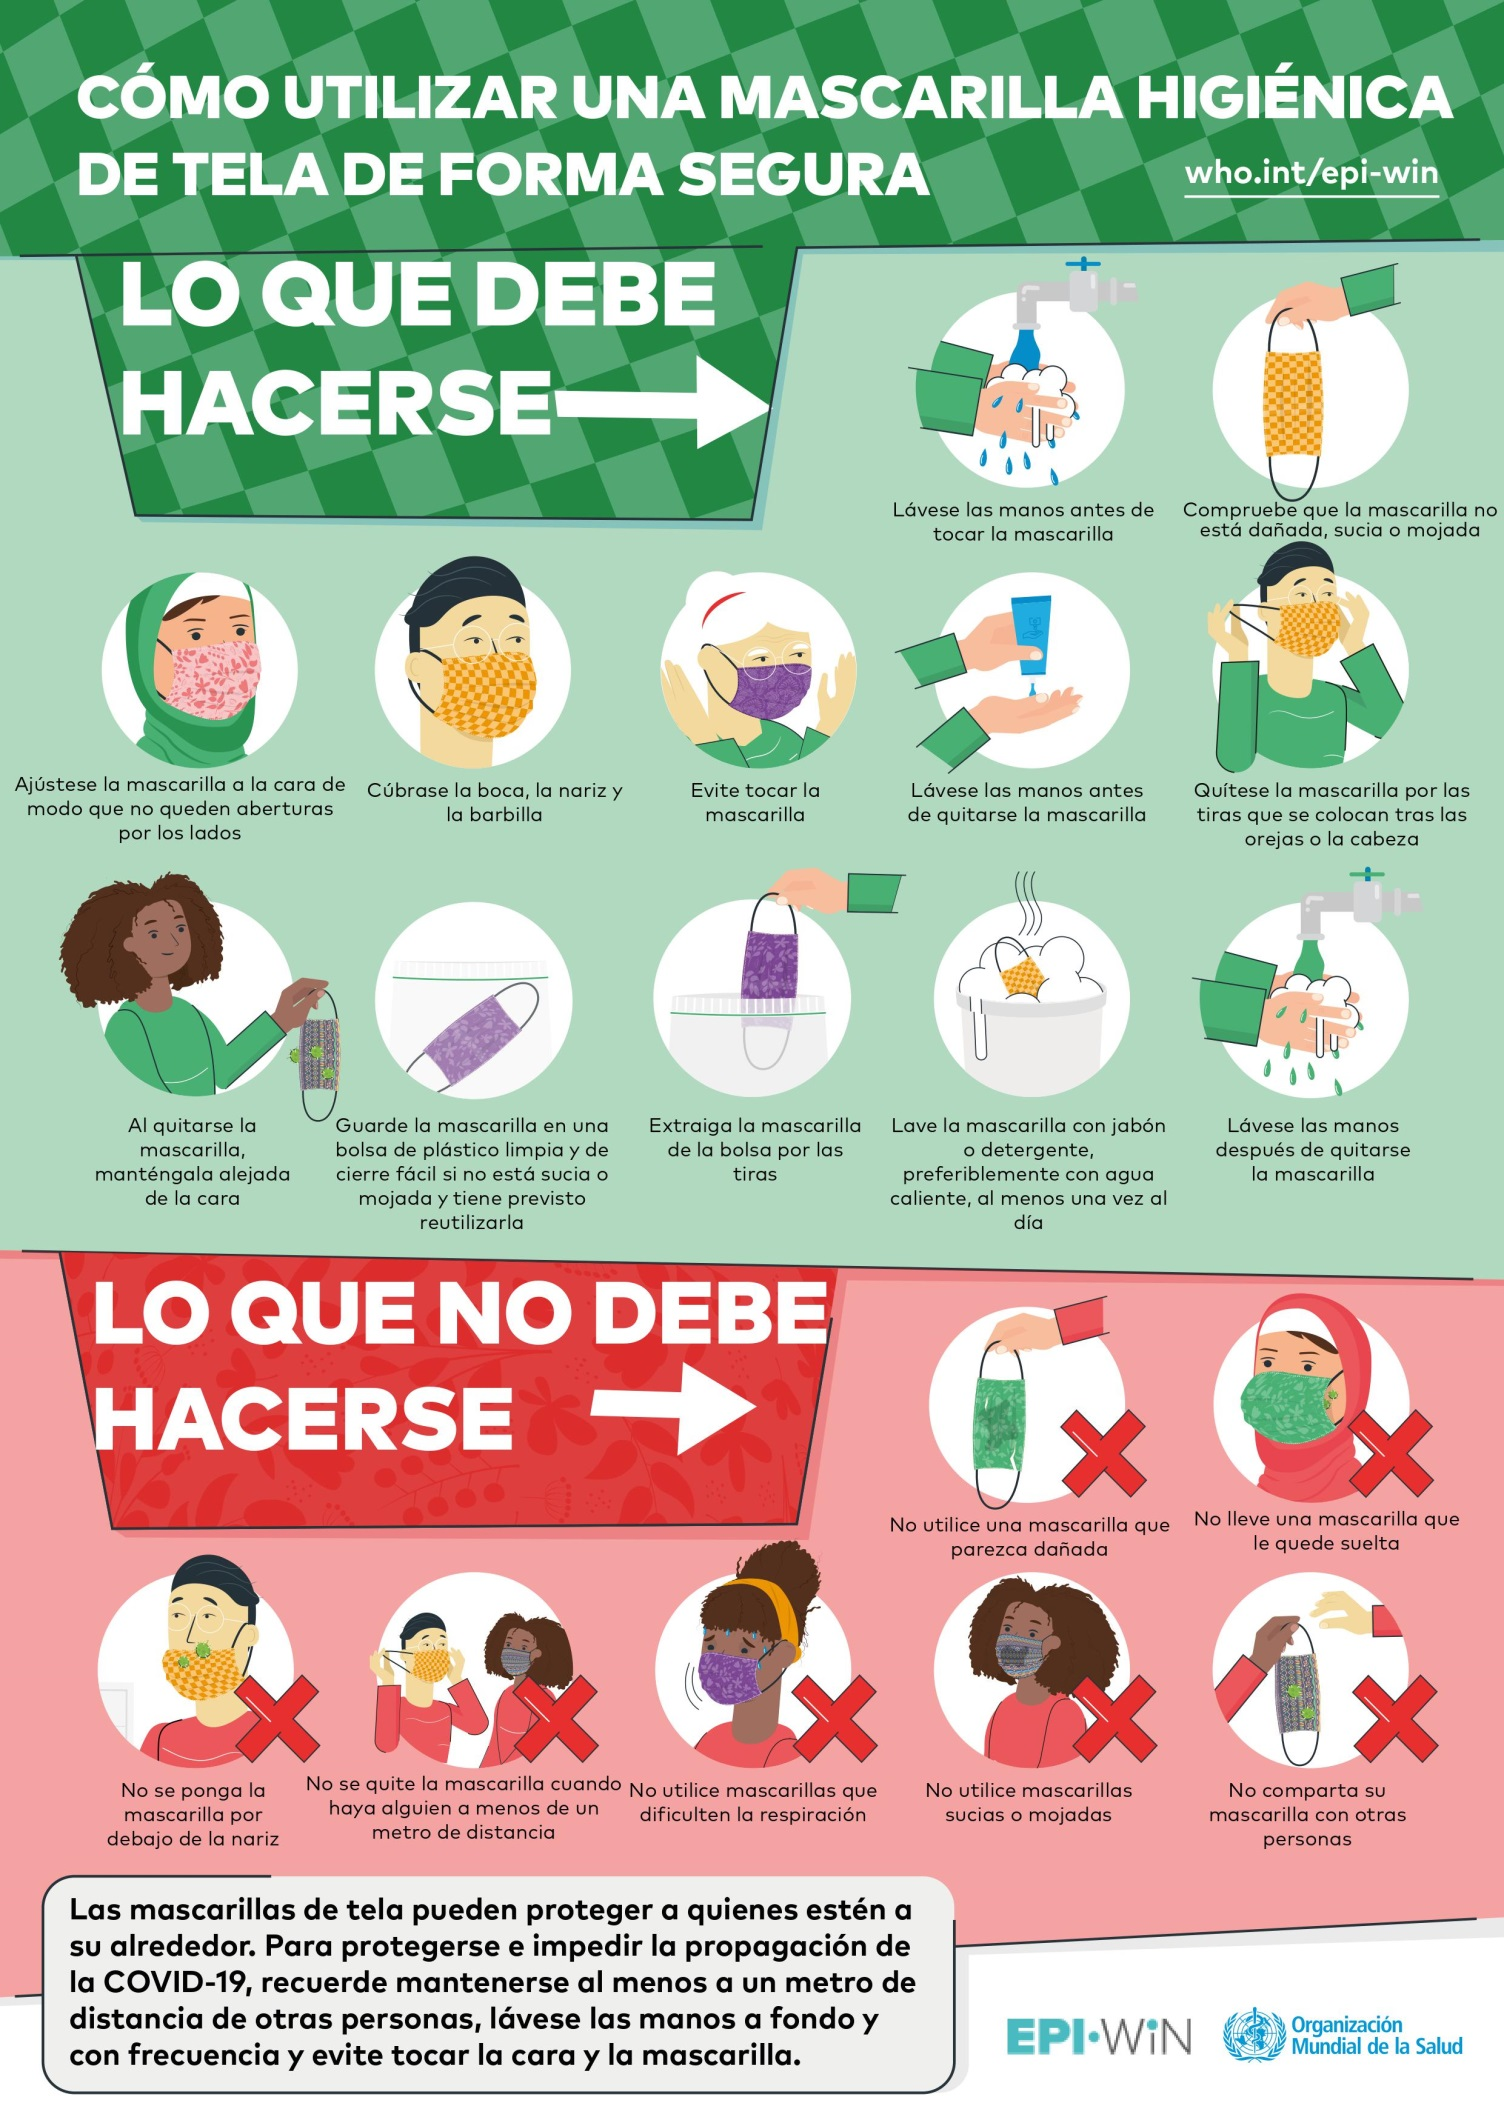 CÓMO UTILIZAR UNA MASCARILLA HIGIÉNICA
DE TELA DE FORMA SEGURA
who.int/epi-win
LO QUE DEBE
HACERSE
Lávese las manos antes de
tocar la mascarilla
Compruebe que la mascarilla no
está dañada, sucia o mojada
Ajústese la mascarilla a la cara de
modo que no queden aberturas
por los lados
Cúbrase la boca, la nariz y
la barbilla
Evite tocar la
mascarilla
Lávese las manos antes
de quitarse la mascarilla
Quítese la mascarilla por las
tiras que se colocan tras las
orejas o la cabeza
Al quitarse la
mascarilla,
manténgala alejada
de la cara
Guarde la mascarilla en una
bolsa de plástico limpia y de
cierre fácil si no está sucia o
mojada y tiene previsto
reutilizarla
Extraiga la mascarilla
de la bolsa por las
tiras
Lave la mascarilla con jabón
o detergente,
preferiblemente con agua
caliente, al menos una vez al
día
Lávese las manos
después de quitarse
la mascarilla
LO QUE NO DEBE
HACERSE
No utilice una mascarilla que
parezca dañada
No lleve una mascarilla que
le quede suelta
No se ponga la
mascarilla por
debajo de la nariz
No se quite la mascarilla cuando
haya alguien a menos de un
metro de distancia
No utilice mascarillas que
dificulten la respiración
No utilice mascarillas
sucias o mojadas
No comparta su
mascarilla con otras
personas
Las mascarillas de tela pueden proteger a quienes estén a
su alrededor. Para protegerse e impedir la propagación de
la COVID-19, recuerde mantenerse al menos a un metro de
distancia de otras personas, lávese las manos a fondo y
con frecuencia y evite tocar la cara y la mascarilla.
EPI·WiN
Organización
Mundial de la Salud